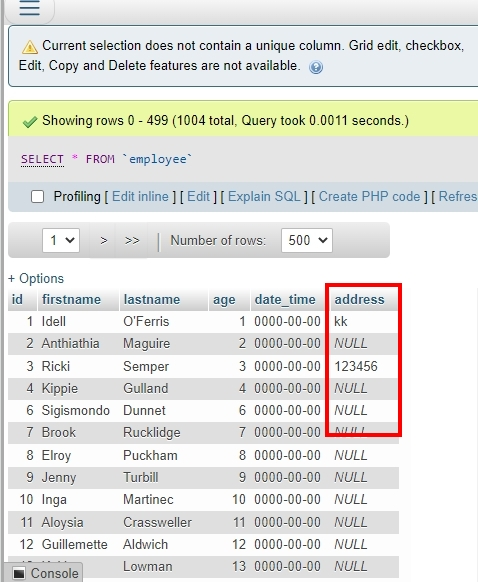 Current selection does not contain a unique column. Grid edit, checkbox,
Edit, Copy and Delete features are not available.
Showing rows 0 - 499 (1004 total, Query took 0.0011 seconds.)
SELECT * FROM `employee`
Profiling [ Edit inline ] [ Edit ] [ Explain SQL ] [ Create PHP code ] [ Refres
1 > >> | Number of rows: 500
+ Options
id firstname lastname age date_time address
1 Idell O'Ferris 1 0000-00-00 kk
2 Anthiathia Maguire 2 0000-00-00 NULL
3 Ricki Semper 3 0000-00-00 123456
4 Kippie Gulland 4 0000-00-00 NULL
6 Sigismondo Dunnet 6 0000-00-00 NULL
7 Brook Rucklidge 7 0000-00-00 NULL
8 Elroy Puckham 8 0000-00-00 NULL
9 Jenny Turbill 9 0000-00-00 NULL
10 Inga Martinec 10 0000-00-00 NULL
11 Aloysia Crassweller 11 0000-00-00 NULL
12 Guillemette Aldwich 12 0000-00-00 NULL
Lowman 13 0000-00-00 NULL
Console